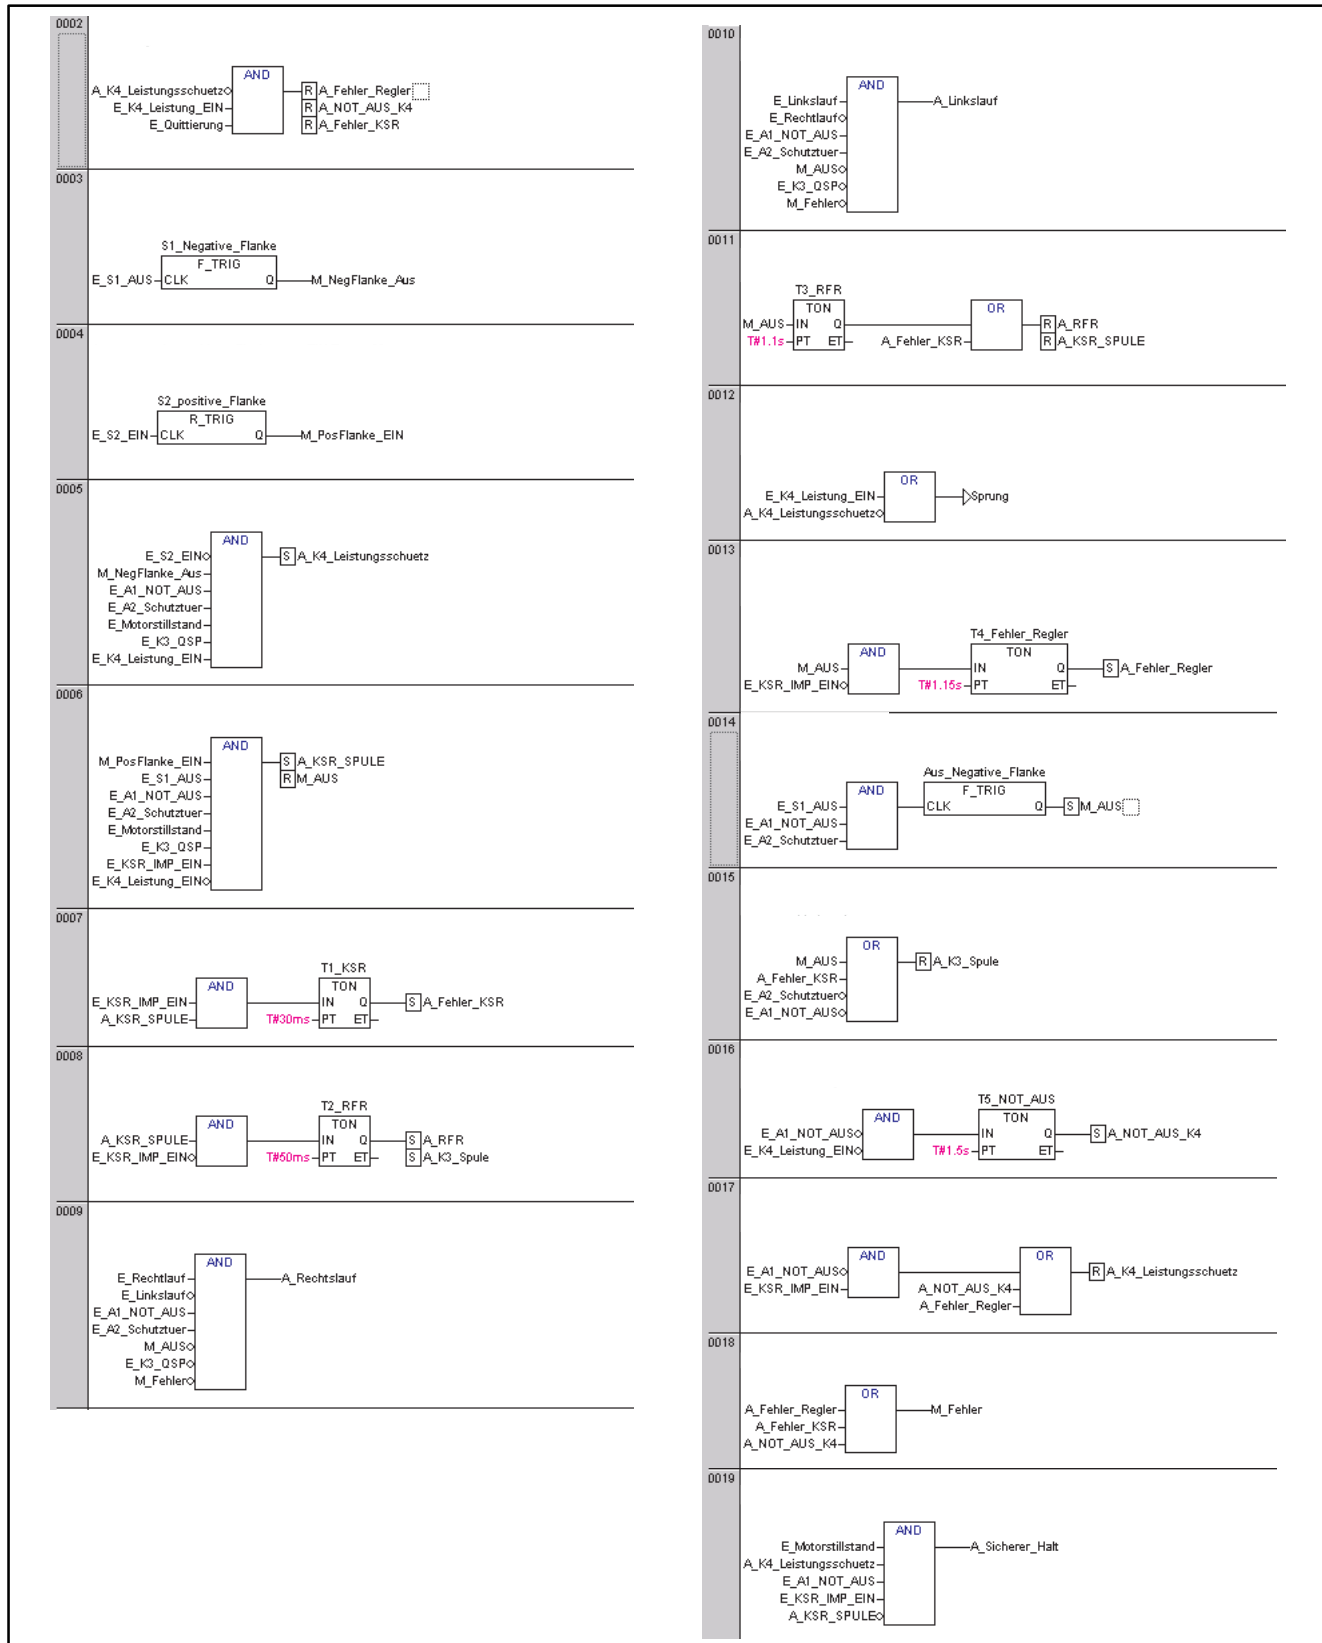 0002
AND
A_K4_Leistungsschuetz
R A_Fehler_Regler
E_K4_Leistung_EIN
R A_NOT_AUS_K4
E_Quittierung
R A_Fehler_KSR
0003
S1_Negative_Flanke
F_TRIG
E_S1_AUS CLK Q M_NegFlanke_Aus
0004
S2_positive_Flanke
R_TRIG
E_S2_EIN CLK Q M_PosFlanke_EIN
0005
AND
E_S2_EIN S A_K4_Leistungsschuetz
M_NegFlanke_Aus
E_A1_NOT_AUS
E_A2_Schutztuer
E_Motorstillstand
E_K3_QSP
E_K4_Leistung_EIN
0006
AND
M_PosFlanke_EIN S A_KSR_SPULE
E_S1_AUS R M_AUS
E_A1_NOT_AUS
E_A2_Schutztuer
E_Motorstillstand
E_K3_QSP
E_KSR_IMP_EIN
E_K4_Leistung_EIN
0007
T1_KSR
AND TON
E_KSR_IMP_EIN IN Q S A_Fehler_KSR
A_KSR_SPULE T#30ms PT ET
0008
T2_RFR
AND TON
A_KSR_SPULE IN Q S A_RFR
E_KSR_IMP_EIN T#50ms PT ET S A_K3_Spule
0009
AND
E_Rechtlauf A_Rechtslauf
E_Linkslauf
E_A1_NOT_AUS
E_A2_Schutztuer
M_AUS
E_K3_QSP
M_Fehler
0010
AND
E_Linkslauf A_Linkslauf
E_Rechtlauf
E_A1_NOT_AUS
E_A2_Schutztuer
M_AUS
E_K3_QSP
M_Fehler
0011
T3_RFR
TON OR
M_AUS IN Q R A_RFR
T#1.1s PT ET A_Fehler_KSR R A_KSR_SPULE
0012
OR
E_K4_Leistung_EIN Sprung
A_K4_Leistungsschuetz
0013
T4_Fehler_Regler
AND TON
M_AUS IN Q S A_Fehler_Regler
E_KSR_IMP_EIN T#1.15s PT ET
0014
Aus_Negative_Flanke
AND F_TRIG
E_S1_AUS CLK Q S M_AUS
E_A1_NOT_AUS
E_A2_Schutztuer
0015
OR
M_AUS R A_K3_Spule
A_Fehler_KSR
E_A2_Schutztuer
E_A1_NOT_AUS
0016
T5_NOT_AUS
AND TON
E_A1_NOT_AUS IN Q S A_NOT_AUS_K4
E_K4_Leistung_EIN T#1.5s PT ET
0017
AND OR
E_A1_NOT_AUS R A_K4_Leistungsschuetz
E_KSR_IMP_EIN A_NOT_AUS_K4
A_Fehler_Regler
0018
OR
A_Fehler_Regler M_Fehler
A_Fehler_KSR
A_NOT_AUS_K4
0019
AND
E_Motorstillstand A_Sicherer_Halt
A_K4_Leistungsschuetz
E_A1_NOT_AUS
E_KSR_IMP_EIN
A_KSR_SPULE